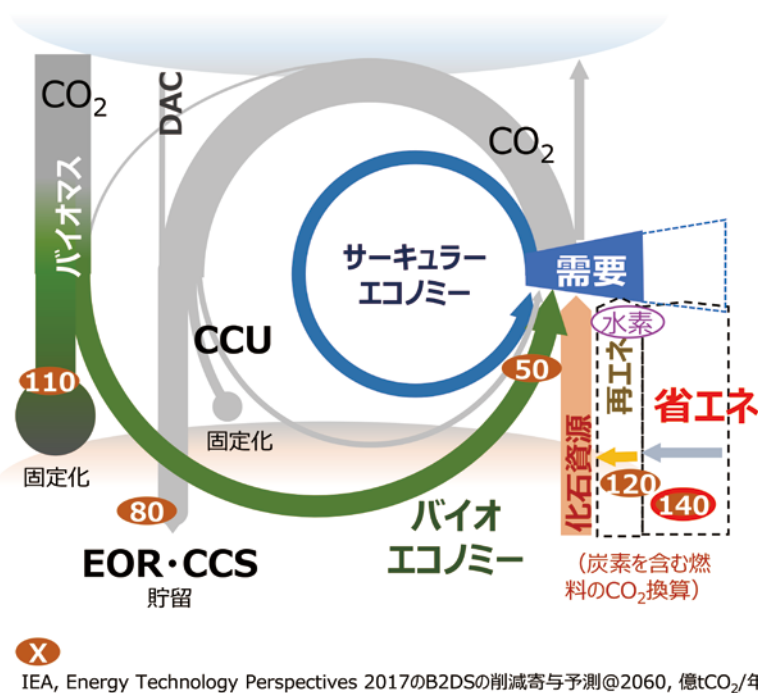 CO2
バイオマス
110
固定化
DAC
CO2
サーキュラー
エコノミー
需要
CCU
固定化
水素
再エネ
省エネ
50
化石資源
120
140
80
EOR・CCS
貯留
バイオ
エコノミー
(炭素を含む燃
料のCO2換算)
X
IEA, Energy Technology Perspectives 2017のB2DSの削減寄与予測@2060, 億tCO2/年